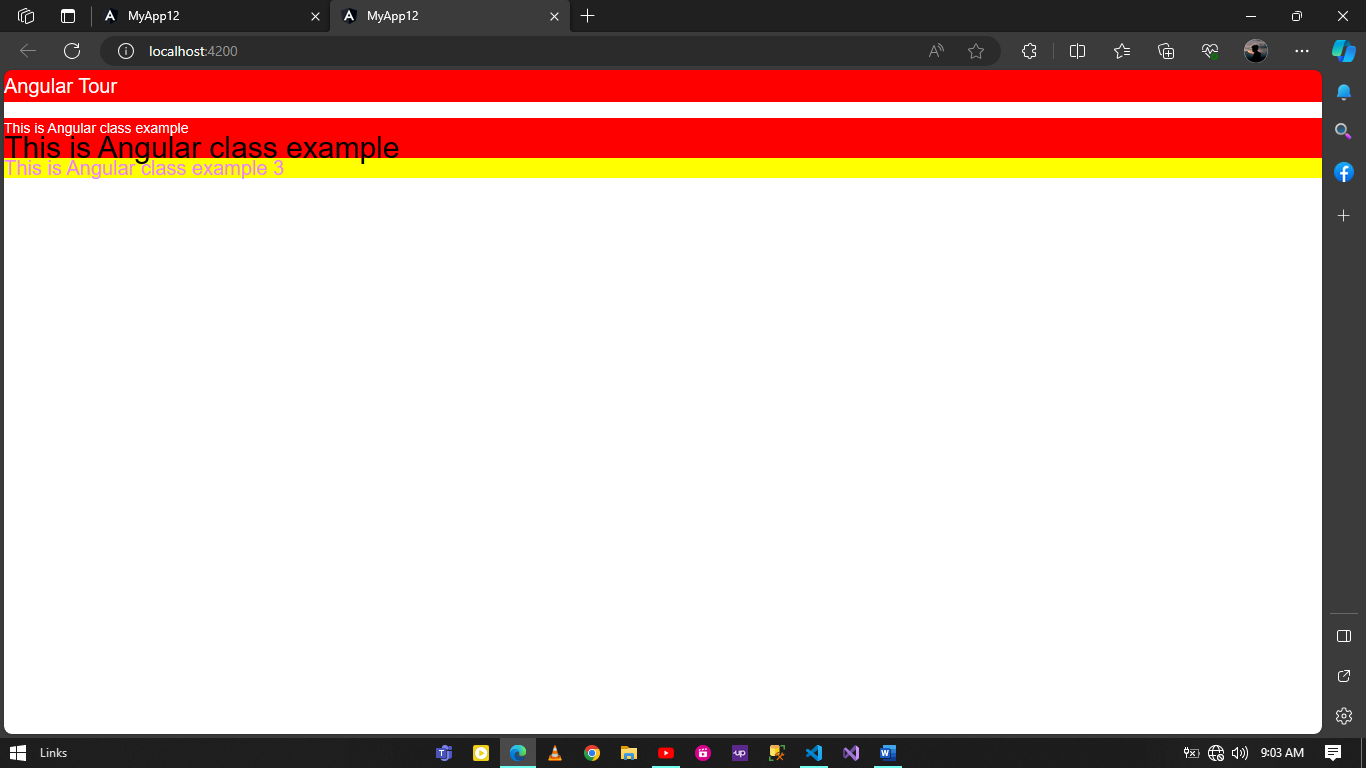 MyApp12
MyApp12
localhost:4200
Angular Tour
This is Angular class example
This is Angular class example
This is Angular class example 3
Links
9:03 AM